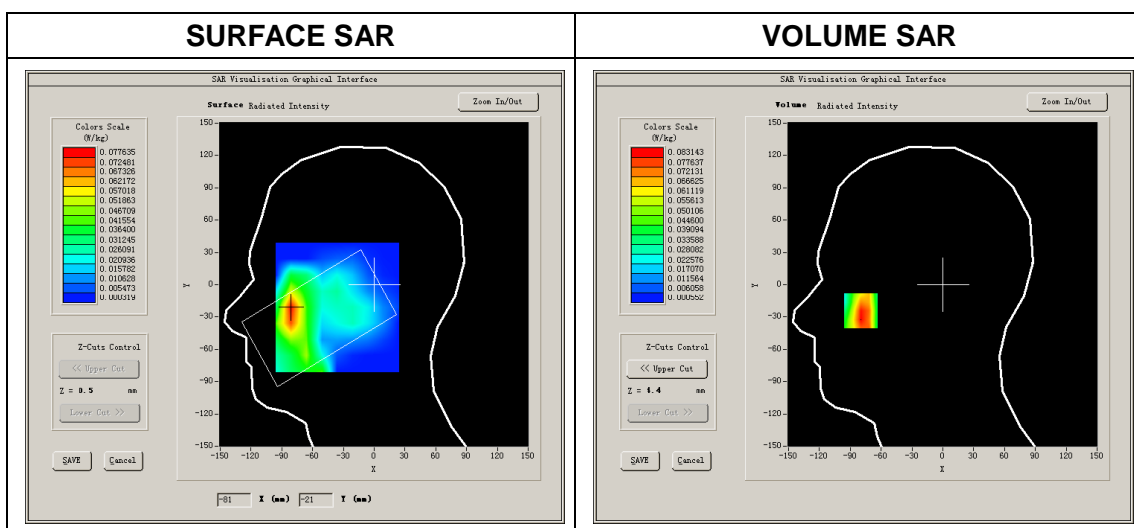 SURFACE SAR
VOLUME SAR
SAR Visualisation Graphical Interface
Surface Radiated Intensity
Zoom In/Out
Colors Scale
(W/kg)
0.077635
0.072481
0.067326
0.062172
0.057018
0.051863
0.046709
0.041554
0.036400
0.031245
0.026091
0.020936
0.015782
0.010628
0.005473
0.000319
150
120
90
60
30
0
-30
-60
-90
-120
-150
Y
-150 -120 -90 -60 -30 0 30 60 90 120 150
X
Z-Cuts Control
<< Upper Cut
Z = 0.5 mm
Lower Cut >>
SAVE Cancel
-81 X (mm) -21 Y (mm)
SAR Visualisation Graphical Interface
Volume Radiated Intensity
Zoom In/Out
Colors Scale
(W/kg)
0.083143
0.077637
0.072131
0.066625
0.061119
0.055613
0.050106
0.044600
0.039094
0.033588
0.028082
0.022576
0.017070
0.011564
0.006058
0.000552
150
120
90
60
30
0
-30
-60
-90
-120
-150
Y
-150 -120 -90 -60 -30 0 30 60 90 120 150
X
Z-Cuts Control
<< Upper Cut
Z = 4.4 mm
Lower Cut >>
SAVE Cancel